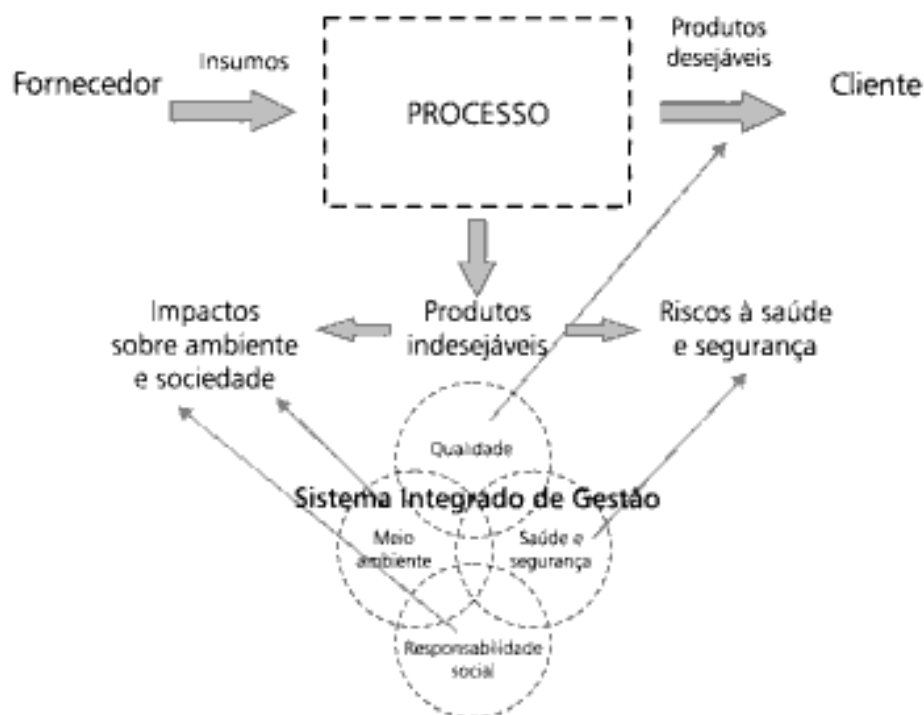 Fornecedor
Insumos
PROCESSO
Produtos
desejáveis
Cliente
Impactos
sobre ambiente
e sociedade
Produtos
indesejáveis
Riscos à saúde
e segurança
Qualidade
Sistema Integrado de Gestão
Meio
ambiente
Saúde e
segurança
Responsabilidade
social